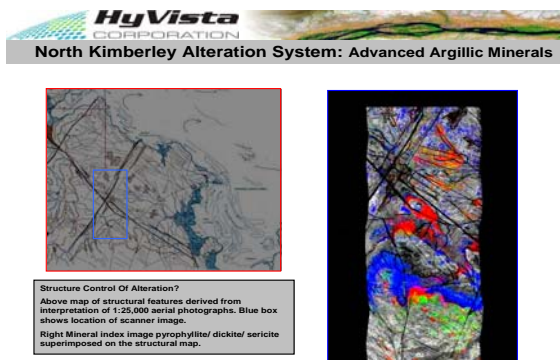 HyVista
CORPORATION
North Kimberley Alteration System: Advanced Argillic Minerals
Structure Control Of Alteration?
Above map of structural features derived from
interpretation of 1:25,000 aerial photographs. Blue box
shows location of scanner image.
Right Mineral index image pyrophyllite/ dickite/ sericite
superimposed on the structural map.